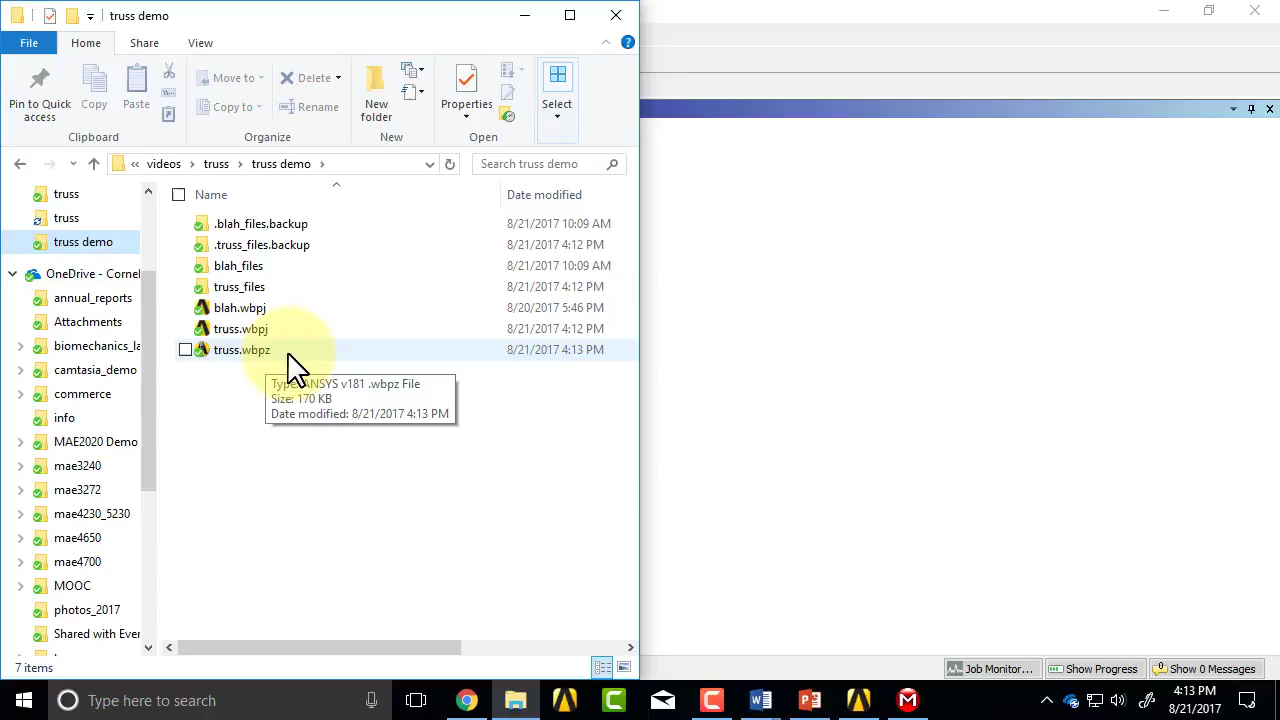 truss demo
File Home Share View
Pin to Quick access
Copy
Paste
Clipboard
Move to
Copy to
Delete
Rename
Organize
New folder
New
Properties
Open
Select
« videos > truss > truss demo >
Search truss demo
Name Date modified
.blah_files.backup 8/21/2017 10:09 AM
.truss_files.backup 8/21/2017 4:12 PM
blah_files 8/21/2017 10:09 AM
truss_files 8/21/2017 4:12 PM
blah.wbpj 8/20/2017 5:46 PM
truss.wbpj 8/21/2017 4:12 PM
truss.wbpz 8/21/2017 4:13 PM
ANSYS v181 .wbpz File
Size: 170 KB
Date modified: 8/21/2017 4:13 PM
truss
truss
truss demo
OneDrive - Cornel
annual_reports
Attachments
biomechanics_la
camtasia_demo
commerce
info
MAE2020 Demo
mae3240
mae3272
mae4230_5230
mae4650
mae4700
MOOC
photos_2017
Shared with Ever
7 items
Job Monitor...
Show Progress
Show 0 Messages
Type here to search
4:13 PM
8/21/2017